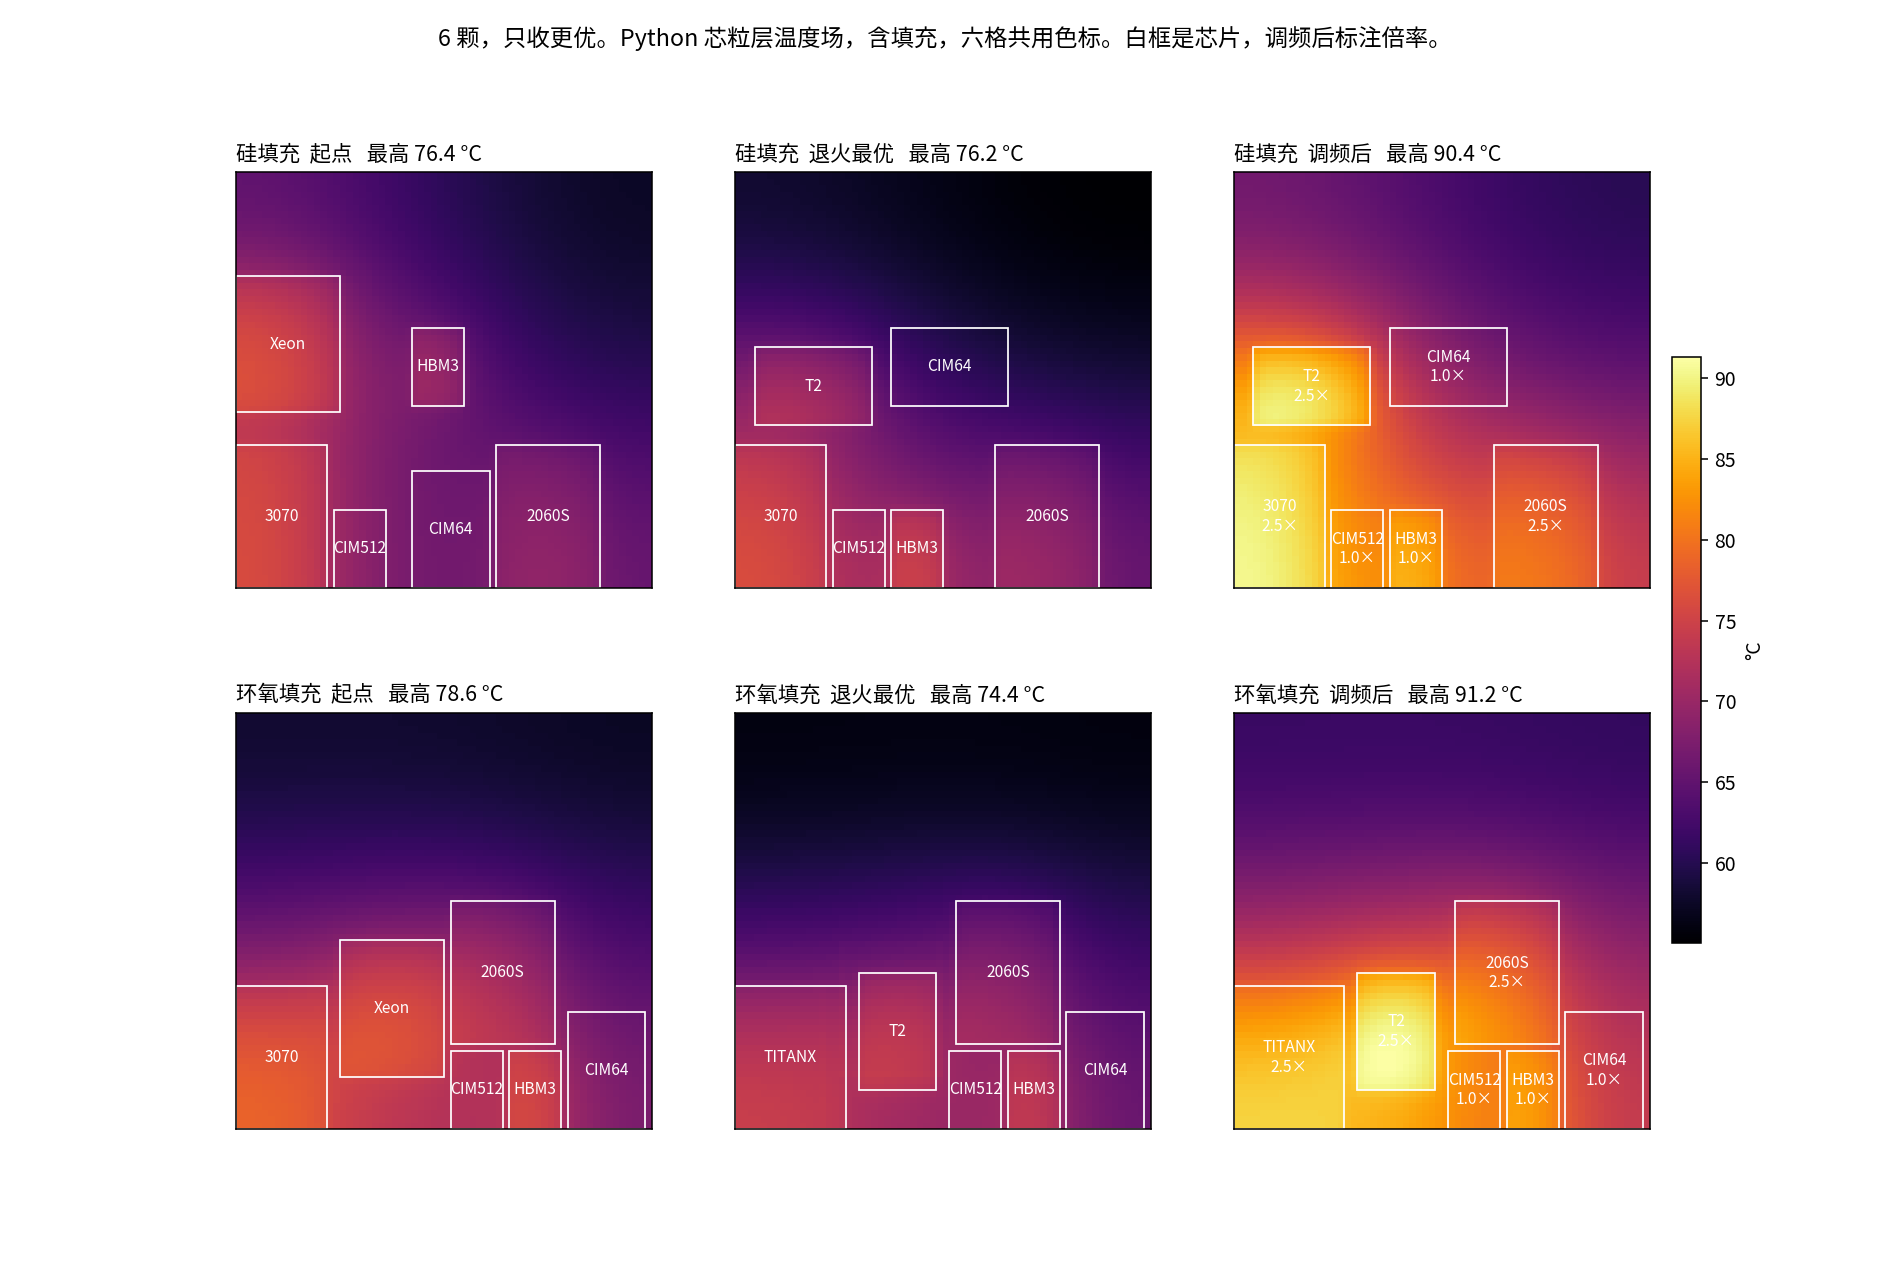 6 颗，只收更优。Python 芯粒层温度场，含填充，六格共用色标。白框是芯片，调频后标注倍率。
硅填充 起点 最高 76.4 °C
Xeon
HBM3
3070
CIM512
CIM64
2060S
硅填充 退火最优 最高 76.2 °C
T2
CIM64
3070
CIM512
HBM3
2060S
硅填充 调频后 最高 90.4 °C
T2
2.5×
CIM64
1.0×
3070
2.5×
CIM512
1.0×
HBM3
1.0×
2060S
2.5×
环氧填充 起点 最高 78.6 °C
2060S
Xeon
3070
CIM512
HBM3
CIM64
环氧填充 退火最优 最高 74.4 °C
2060S
T2
TITANX
CIM512
HBM3
CIM64
环氧填充 调频后 最高 91.2 °C
2060S
2.5×
T2
2.5×
TITANX
2.5×
CIM512
1.0×
HBM3
1.0×
CIM64
1.0×
90
85
80
75
70
65
60
°C